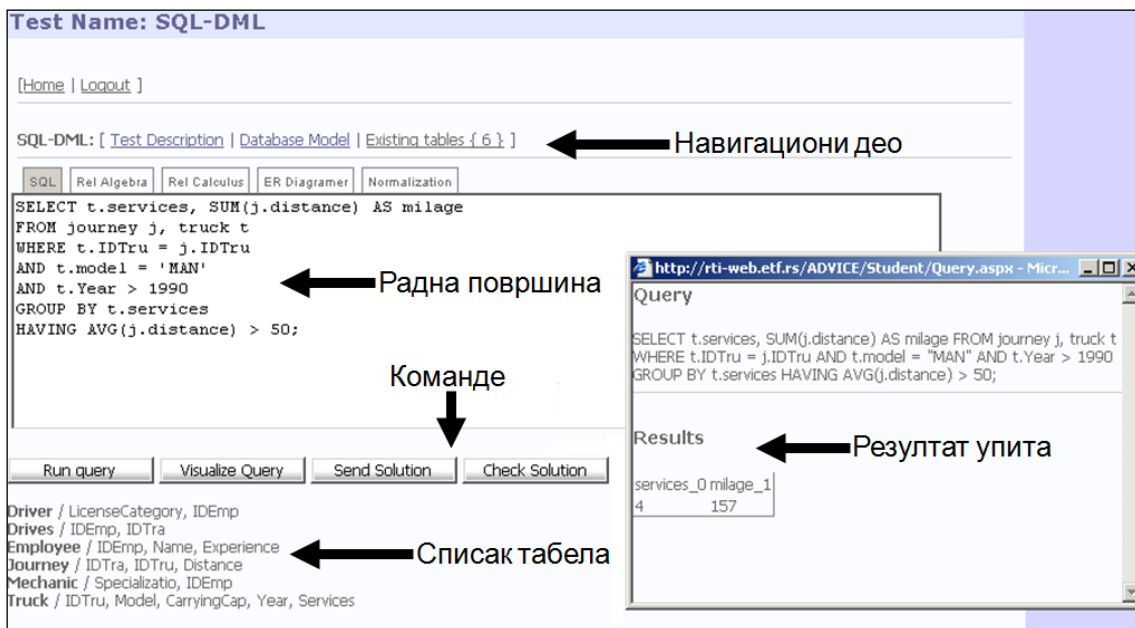 Test Name: SQL-DML
[Home | Logout ]
SQL-DML: [ Test Description | Database Model | Existing tables { 6 } ]
Навигациони део
SQL Rel Algebra Rel Calculus ER Diagramer Normalization
SELECT t.services, SUM(j.distance) AS milage
FROM journey j, truck t
WHERE t.IDTru = j.IDTru
AND t.model = 'MAN'
AND t.Year > 1990
GROUP BY t.services
HAVING AVG(j.distance) > 50;
Радна површина
Команде
Run query Visualize Query Send Solution Check Solution
Driver / LicenseCategory, IDEmp
Drives / IDEmp, IDTra
Employee / IDEmp, Name, Experience
Journey / IDTra, IDTru, Distance
Mechanic / Specializatio, IDEmp
Truck / IDTru, Model, CarryingCap, Year, Services
Списак табела
http://rti-web.etf.rs/ADVICE/Student/Query.aspx - Micr...
Query
SELECT t.services, SUM(j.distance) AS milage FROM journey j, truck t
WHERE t.IDTru = j.IDTru AND t.model = "MAN" AND t.Year > 1990
GROUP BY t.services HAVING AVG(j.distance) > 50;
Results
Резултат упита
services_0 milage_1
4 157